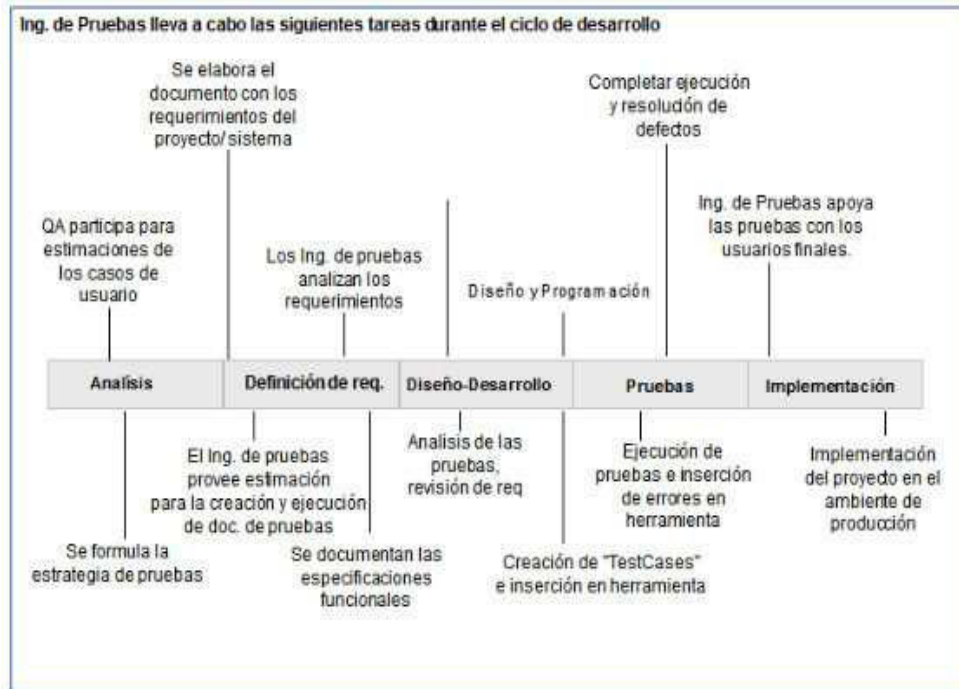 Ing. de Pruebas lleva a cabo las siguientes tareas durante el ciclo de desarrollo
Se elabora el
documento con los
requerimientos del
proyecto/ sistema
Completar ejecución
y resolución de
defectos
QA participa para
estimaciones de
los casos de
usuario
Los Ing. de pruebas
analizan los
requerimientos
Diseño y Programación
Ing. de Pruebas apoya
las pruebas con los
usuarios finales.
Analísis
Definición de req.
Diseño-Desarrollo
Pruebas
Implementación
El Ing. de pruebas
provee estimación
para la creación y ejecución
de doc. de pruebas
Analisis de las
pruebas,
revisión de req
Ejecución de
pruebas e inserción
de errores en
herramienta
Implementación
del proyecto en el
ambiente de
producción
Se formula la
estrategia de pruebas
Se documentan las
especificaciones
funcionales
Creación de "TestCases"
e inserción en herramienta